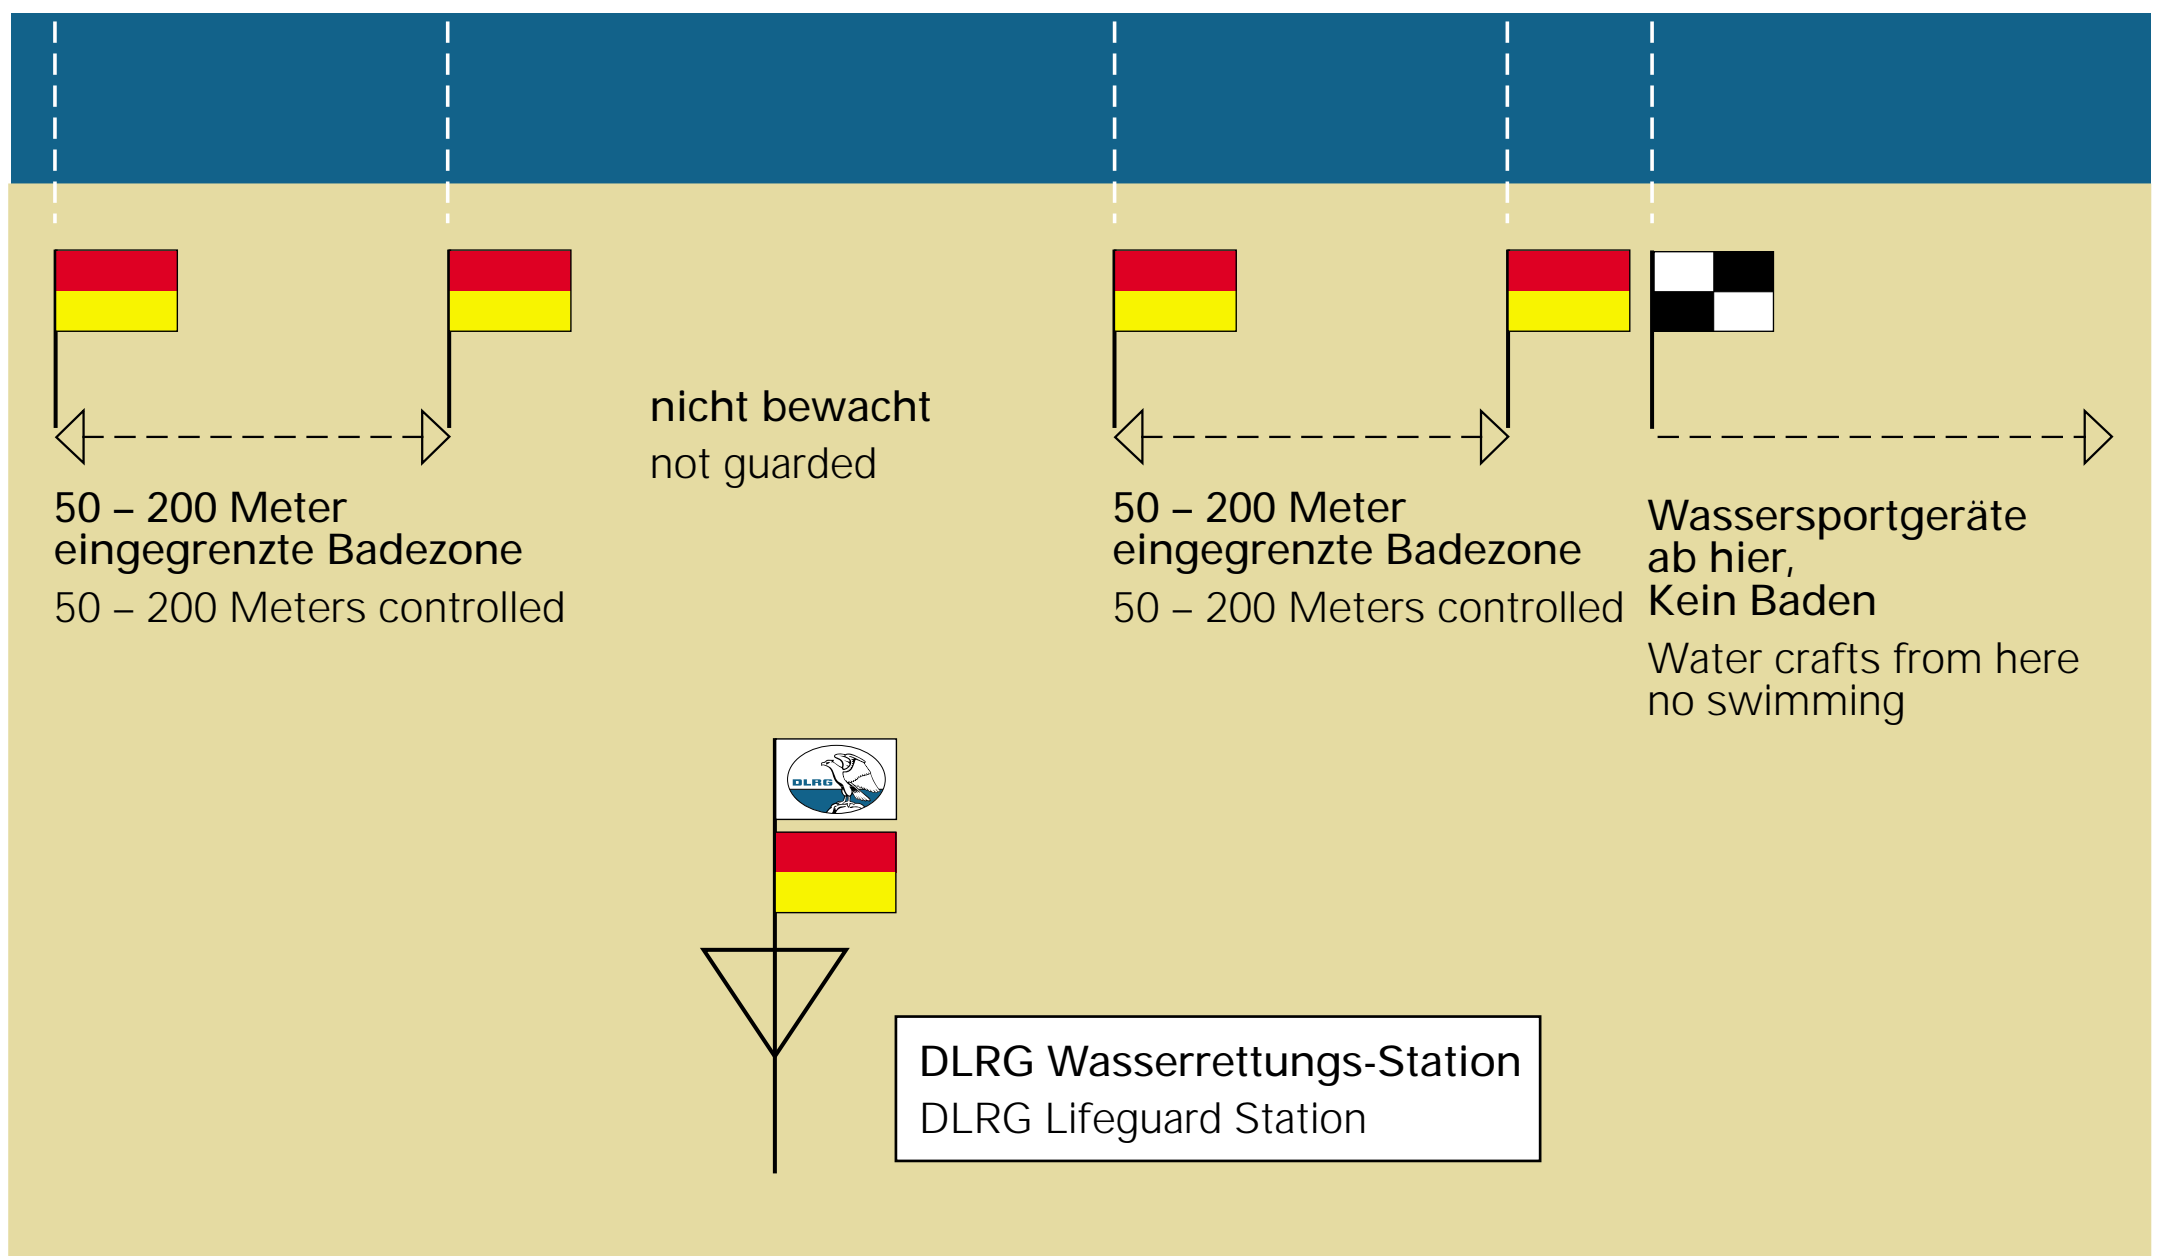 nicht bewacht
not guarded
50 – 200 Meter
eingegrenzte Badezone
50 – 200 Meters controlled
50 – 200 Meter
eingegrenzte Badezone
50 – 200 Meters controlled
Wassersportgeräte
ab hier,
Kein Baden
Water crafts from here
no swimming
DLRG
DLRG Wasserrettungs-Station
DLRG Lifeguard Station